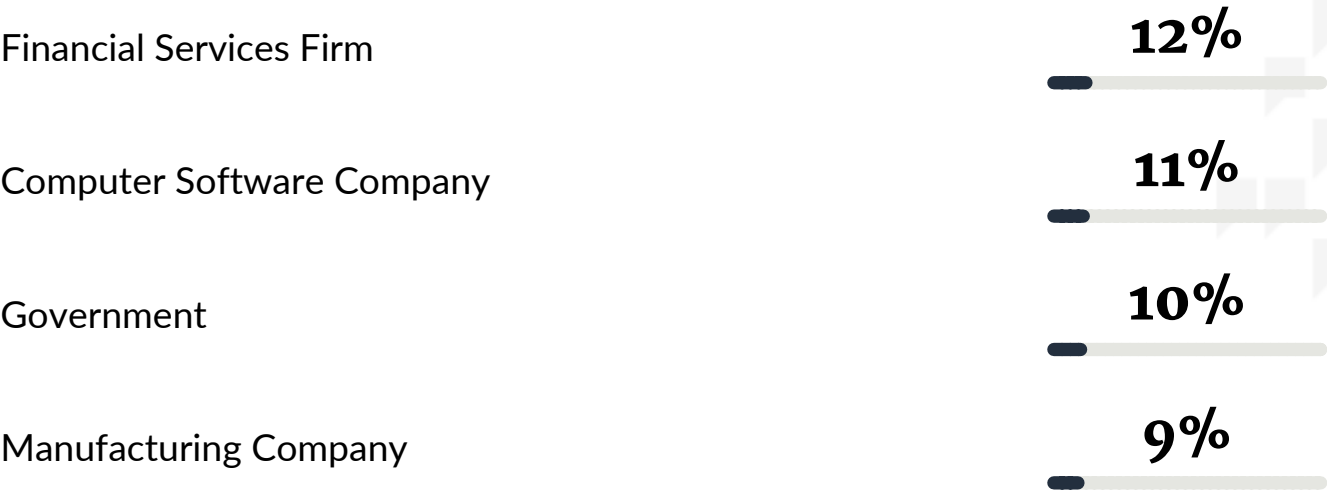 Financial Services Firm 12%
Computer Software Company 11%
Government 10%
Manufacturing Company 9%